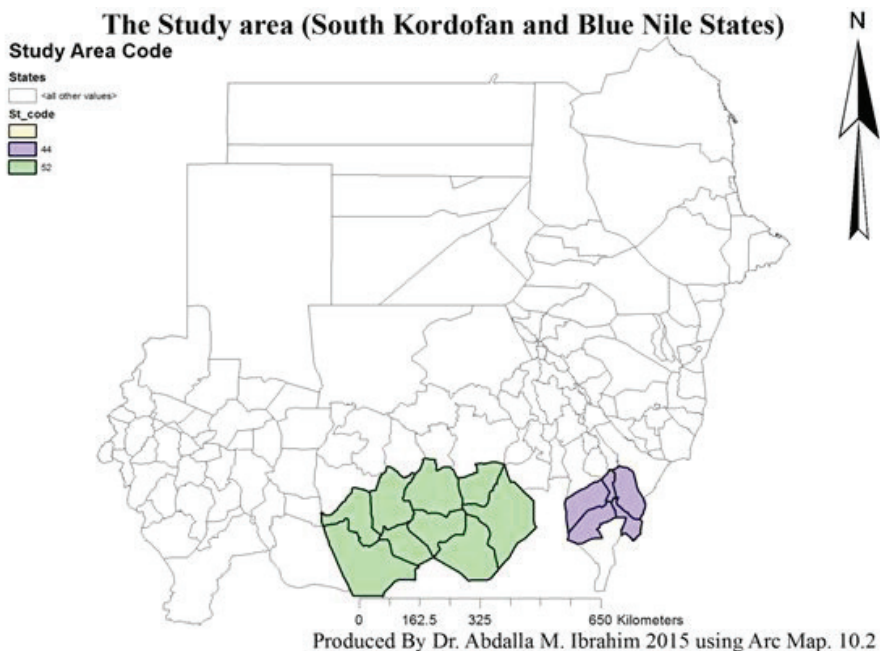 The Study area (South Kordofan and Blue Nile States)
N
Study Area Code
States
<all other values>
St_code
44
52
0 162.5 325 650 Kilometers
Produced By Dr. Abdalla M. Ibrahim 2015 using Arc Map. 10.2